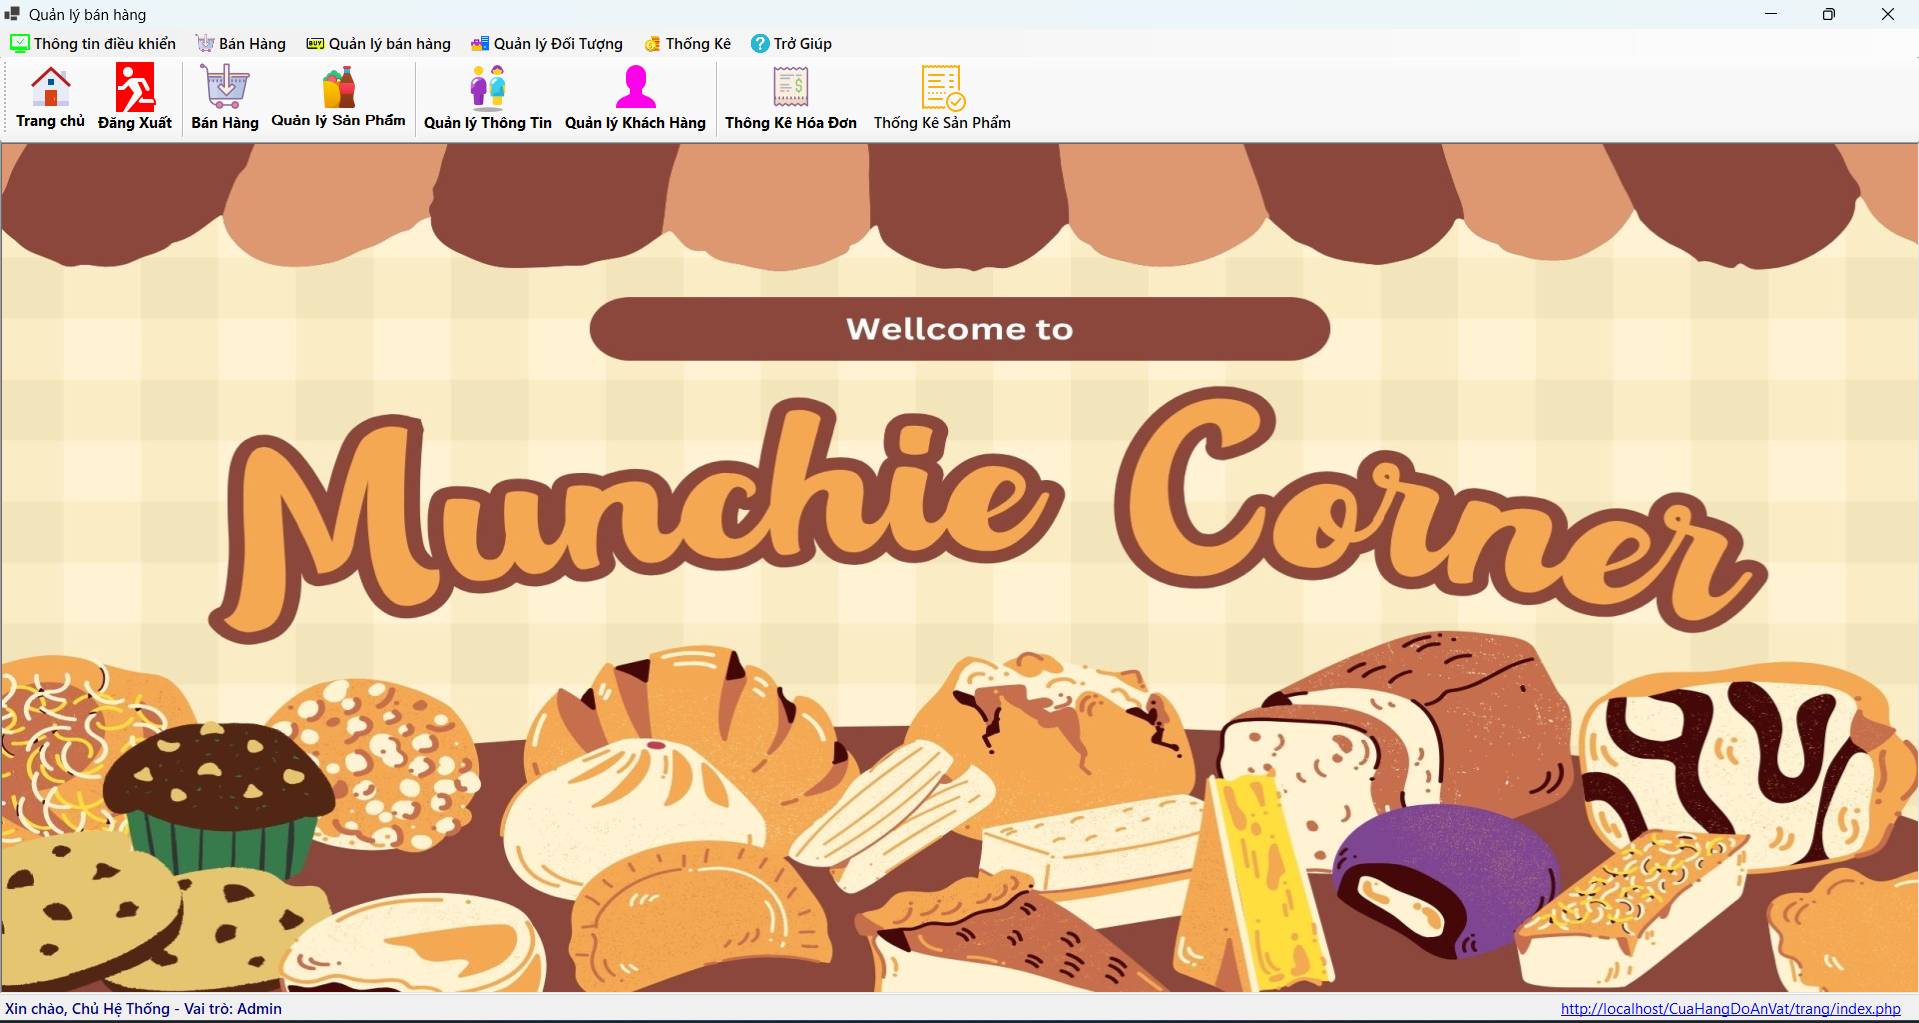 Quản lý bán hàng
Thông tin điều khiển Bán Hàng BUY Quản lý bán hàng Quản lý Đối Tượng Thống Kê ? Trở Giúp
Trang chủ Đăng Xuất Bán Hàng Quản lý Sản Phẩm Quản lý Thông Tin Quản lý Khách Hàng Thông Kê Hóa Đơn Thống Kê Sản Phẩm
Wellcome to
Munchie Corner
Xin chào, Chủ Hệ Thống - Vai trò: Admin http://localhost/CuaHangDoAnVat/trang/index.php